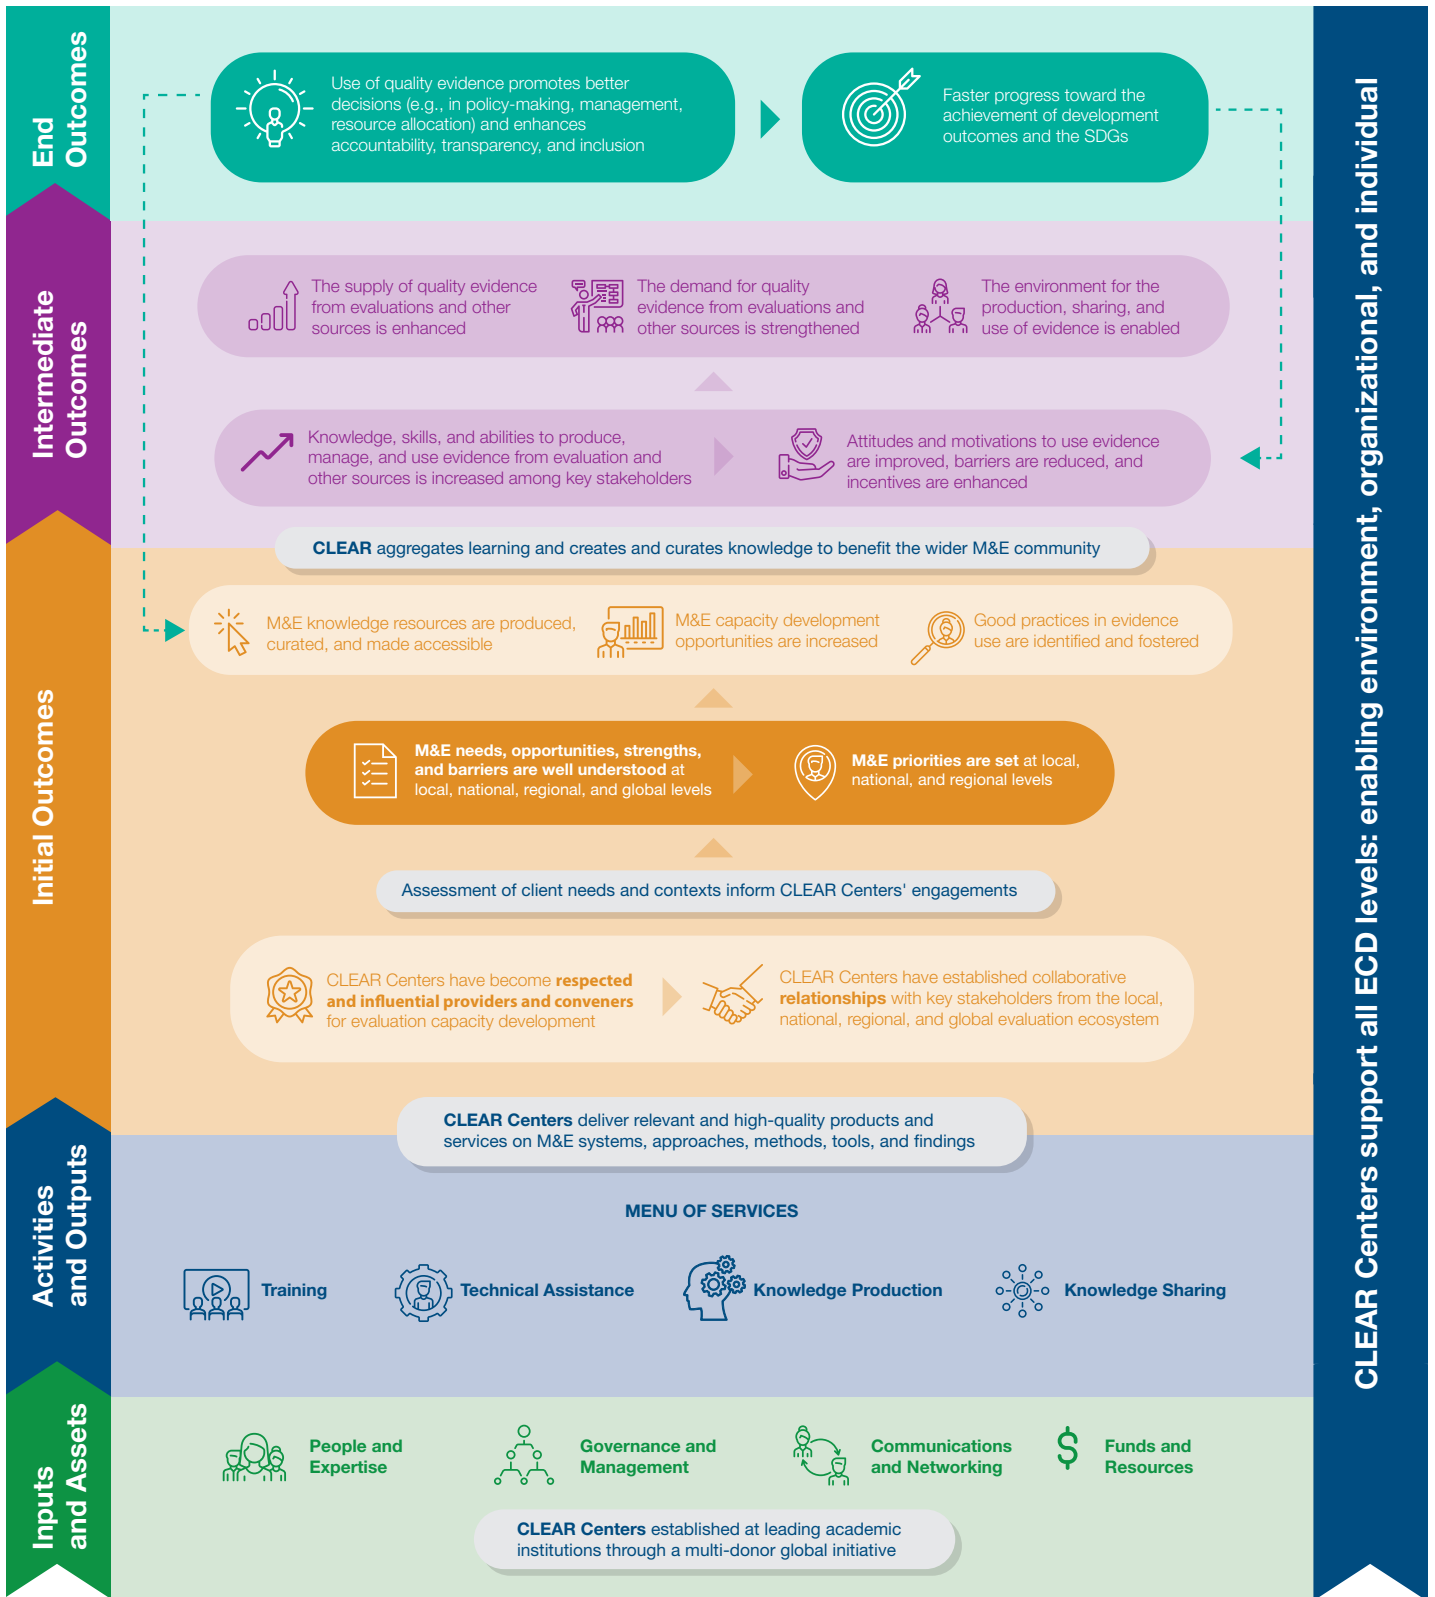 End
Outcomes
Use of quality evidence promotes better
decisions (e.g., in policy-making, management,
resource allocation) and enhances
accountability, transparency, and inclusion
Faster progress toward the
achievement of development
outcomes and the SDGs
Intermediate
Outcomes
The supply of quality evidence
from evaluations and other
sources is enhanced
The demand for quality
evidence from evaluations and
other sources is strengthened
The environment for the
production, sharing, and
use of evidence is enabled
Knowledge, skills, and abilities to produce,
manage, and use evidence from evaluation and
other sources is increased among key stakeholders
Attitudes and motivations to use evidence
are improved, barriers are reduced, and
incentives are enhanced
CLEAR aggregates learning and creates and curates knowledge to benefit the wider M&E community
Initial Outcomes
M&E knowledge resources are produced,
curated, and made accessible
M&E capacity development
opportunities are increased
Good practices in evidence
use are identified and fostered
M&E needs, opportunities, strengths,
and barriers are well understood at
local, national, regional, and global levels
M&E priorities are set at local,
national, and regional levels
Assessment of client needs and contexts inform CLEAR Centers' engagements
CLEAR Centers have become respected
and influential providers and conveners
for evaluation capacity development
CLEAR Centers have established collaborative
relationships with key stakeholders from the local,
national, regional, and global evaluation ecosystem
CLEAR Centers deliver relevant and high-quality products and
services on M&E systems, approaches, methods, tools, and findings
Activities
and Outputs
MENU OF SERVICES
Training
Technical Assistance
Knowledge Production
Knowledge Sharing
Inputs
and Assets
People and
Expertise
Governance and
Management
Communications
and Networking
$
Funds and
Resources
CLEAR Centers established at leading academic
institutions through a multi-donor global initiative
CLEAR Centers support all ECD levels: enabling environment, organizational, and individual